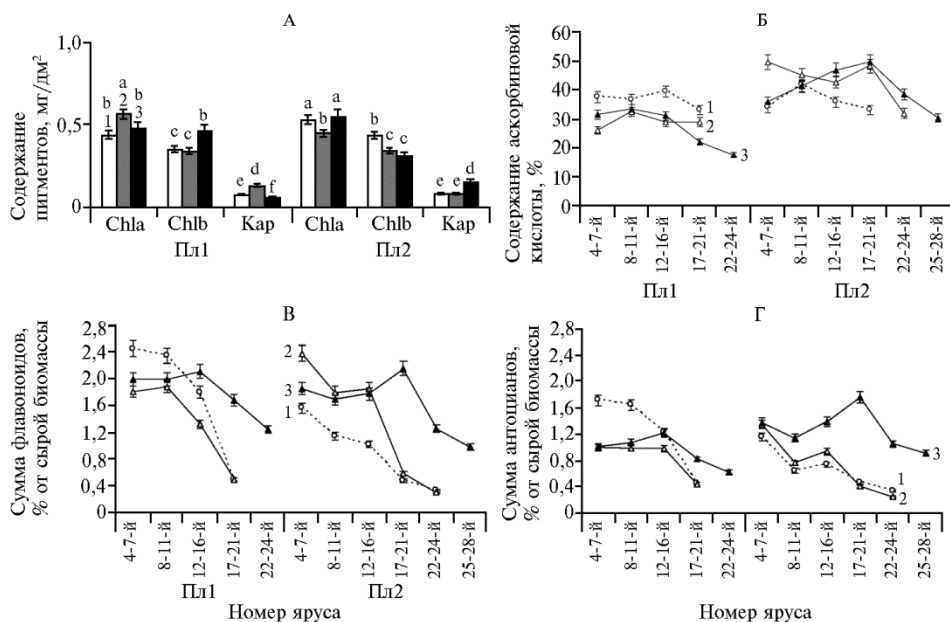 А
Содержание
пигментов, мг/дм²
1,0
0,5
0
b
1
a
2
b
3
c
c
b
e
d
f
a
b
a
b
c
c
e
e
d
Chla
Chlb
Кар
Chla
Chlb
Кар
Пл1
Пл2
Б
Содержание аскорбиновой
кислоты, %
60
50
40
30
20
10
0
1
2
3
4-7-й
8-11-й
12-16-й
17-21-й
22-24-й
4-7-й
8-11-й
12-16-й
17-21-й
22-24-й
25-28-й
Пл1
Пл2
В
Сумма флавоноидов,
% от сырой биомассы
2,8
2,4
2,0
1,6
1,2
0,8
0,4
0
2
3
1
4-7-й
8-11-й
12-16-й
17-21-й
22-24-й
4-7-й
8-11-й
12-16-й
17-21-й
22-24-й
25-28-й
Пл1
Пл2
Номер яруса
Г
Сумма антоцианов,
% от сырой биомассы
2,8
2,4
2,0
1,6
1,2
0,8
0,4
0
3
1
2
4-7-й
8-11-й
12-16-й
17-21-й
22-24-й
4-7-й
8-11-й
12-16-й
17-21-й
22-24-й
25-28-й
Пл1
Пл2
Номер яруса